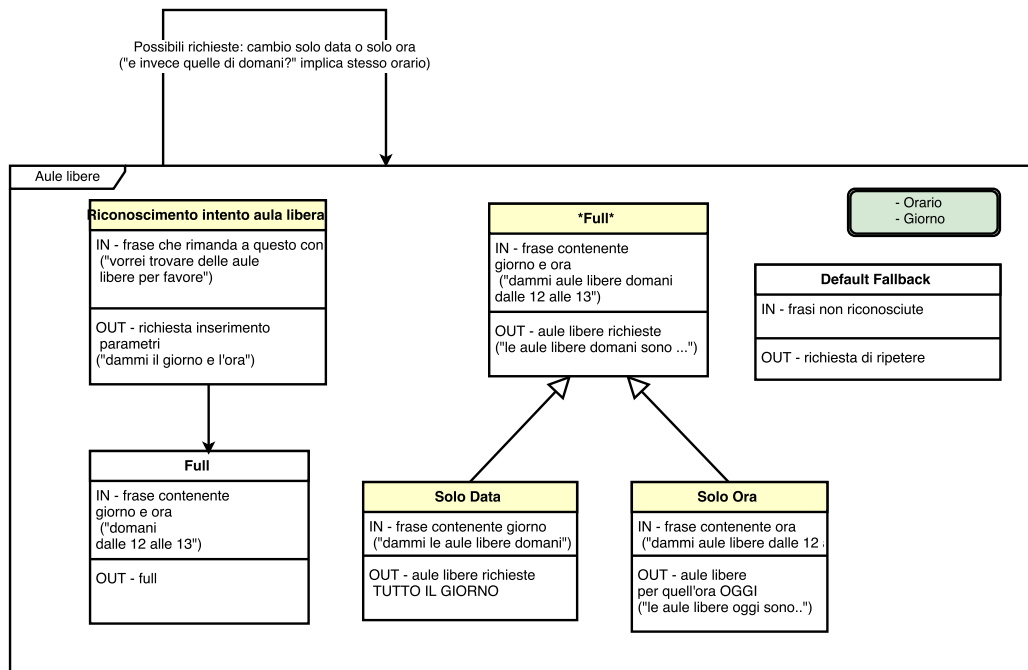 Possibili richieste: cambio solo data o solo ora
("e invece quelle di domani?" implica stesso orario)
Aule libere
Riconoscimento intento aula libera
IN - frase che rimanda a questo con
("vorrei trovare delle aule
libere per favore")
OUT - richiesta inserimento
parametri
("dammi il giorno e l'ora")
*Full*
IN - frase contenente
giorno e ora
("dammi aule libere domani
dalle 12 alle 13")
OUT - aule libere richieste
("le aule libere domani sono ...")
- Orario
- Giorno
Default Fallback
IN - frasi non riconosciute
OUT - richiesta di ripetere
Full
IN - frase contenente
giorno e ora
("domani
dalle 12 alle 13")
OUT - full
Solo Data
IN - frase contenente giorno
("dammi le aule libere domani")
OUT - aule libere richieste
TUTTO IL GIORNO
Solo Ora
IN - frase contenente ora
("dammi aule libere dalle 12
OUT - aule libere
per quell'ora OGGI
("le aule libere oggi sono..")